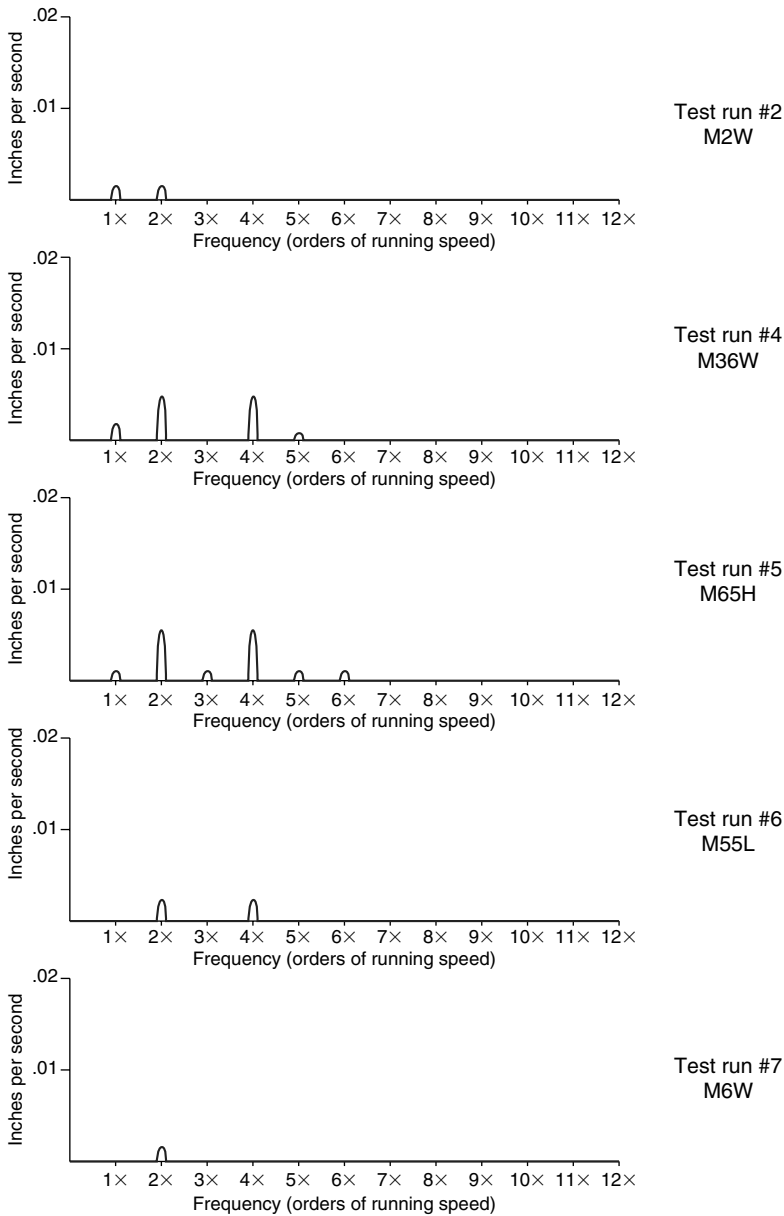 .02
.01
Inches per second
1× 2× 3× 4× 5× 6× 7× 8× 9× 10× 11× 12×
Frequency (orders of running speed)
Test run #2
M2W
.02
.01
Inches per second
1× 2× 3× 4× 5× 6× 7× 8× 9× 10× 11× 12×
Frequency (orders of running speed)
Test run #4
M36W
.02
.01
Inches per second
1× 2× 3× 4× 5× 6× 7× 8× 9× 10× 11× 12×
Frequency (orders of running speed)
Test run #5
M65H
.02
.01
Inches per second
1× 2× 3× 4× 5× 6× 7× 8× 9× 10× 11× 12×
Frequency (orders of running speed)
Test run #6
M55L
.02
.01
Inches per second
1× 2× 3× 4× 5× 6× 7× 8× 9× 10× 11× 12×
Frequency (orders of running speed)
Test run #7
M6W